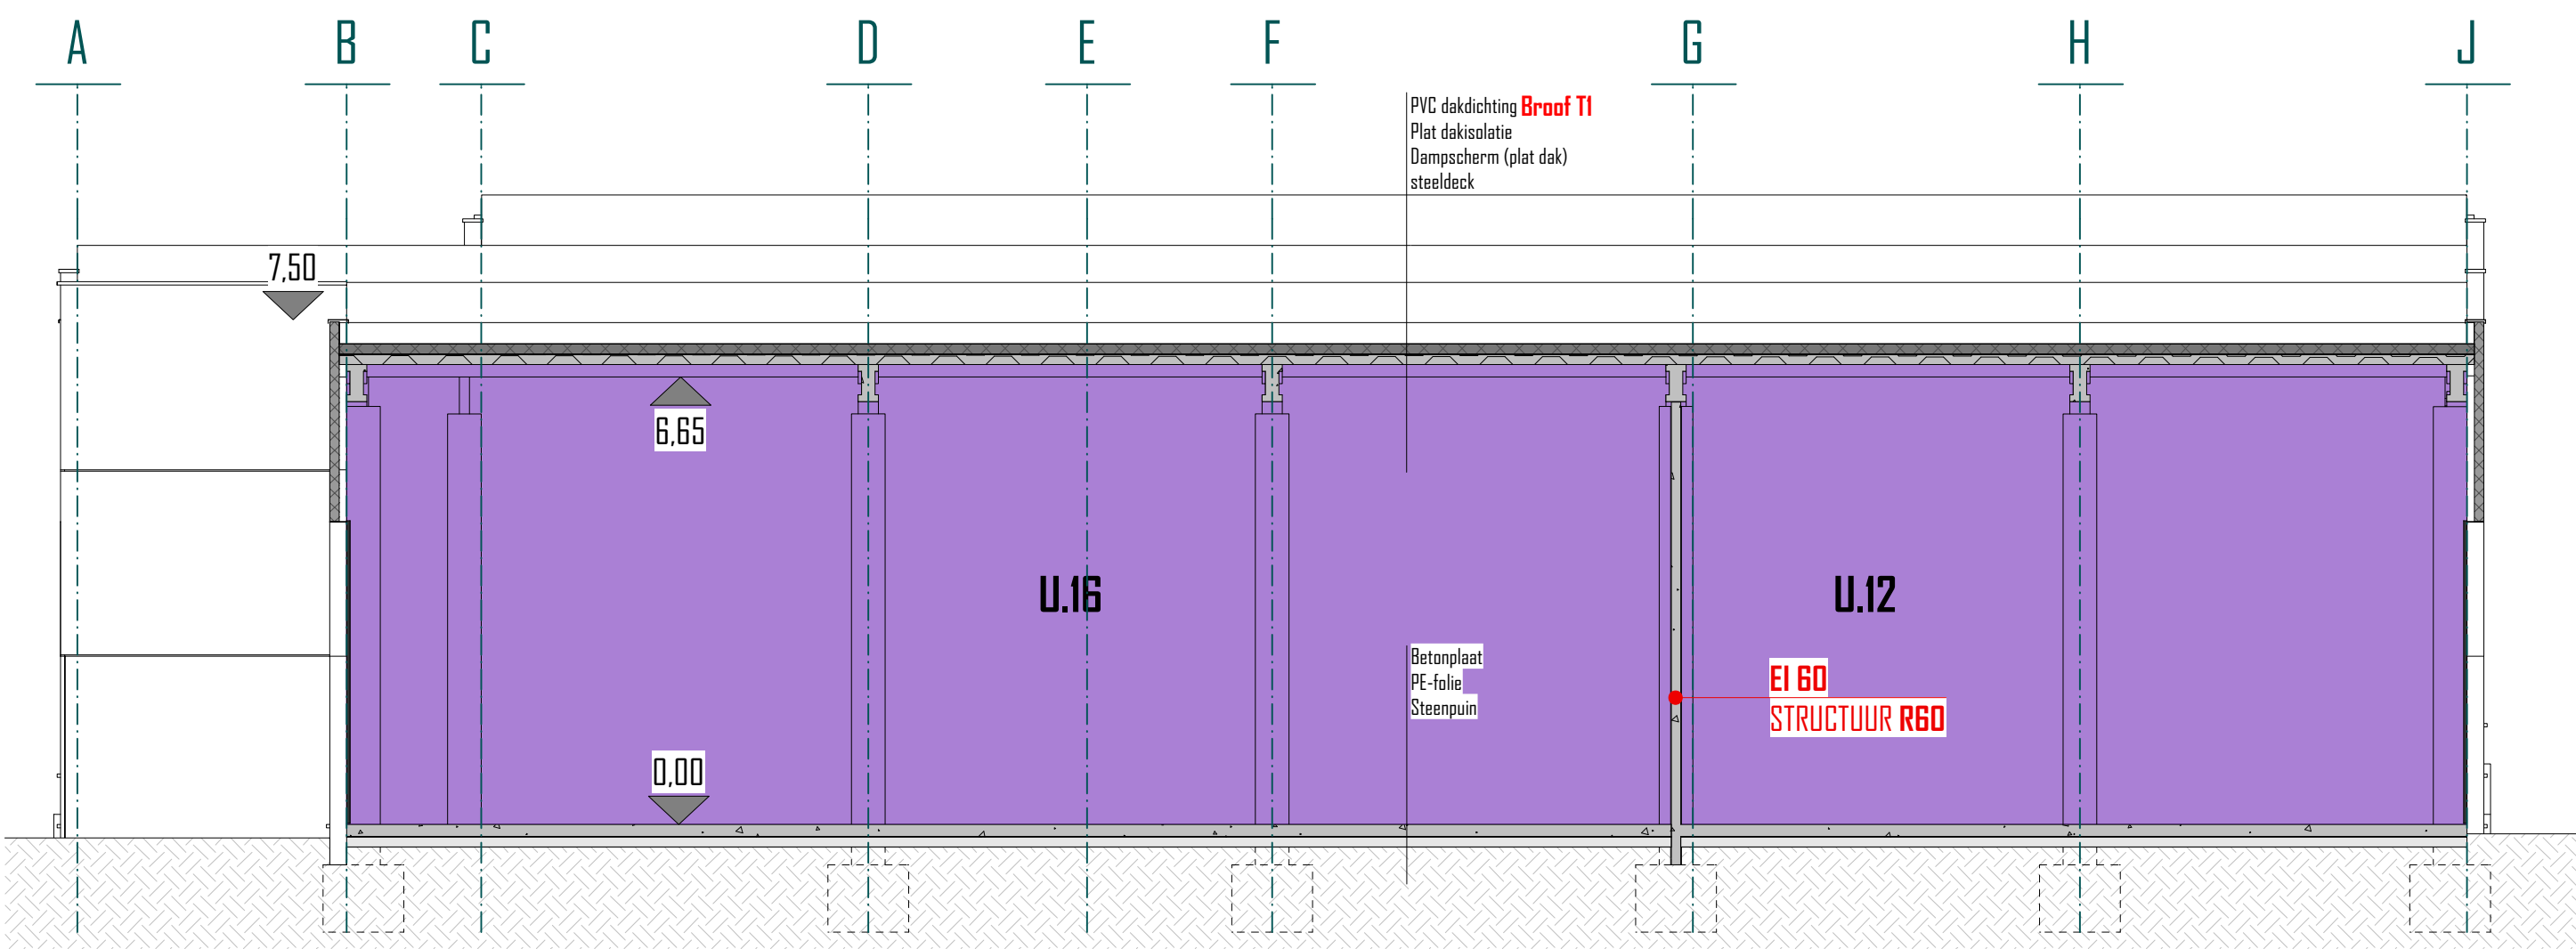 A B C D E F G H J
PVC dakdichting Broof T1
Plat dakisolatie
Dampscherm (plat dak)
steeldeck
7,50
6,65
U.16
U.12
Betonplaat
PE-folie
Steenpuin
EI 60
STRUCTUUR R60
0,00